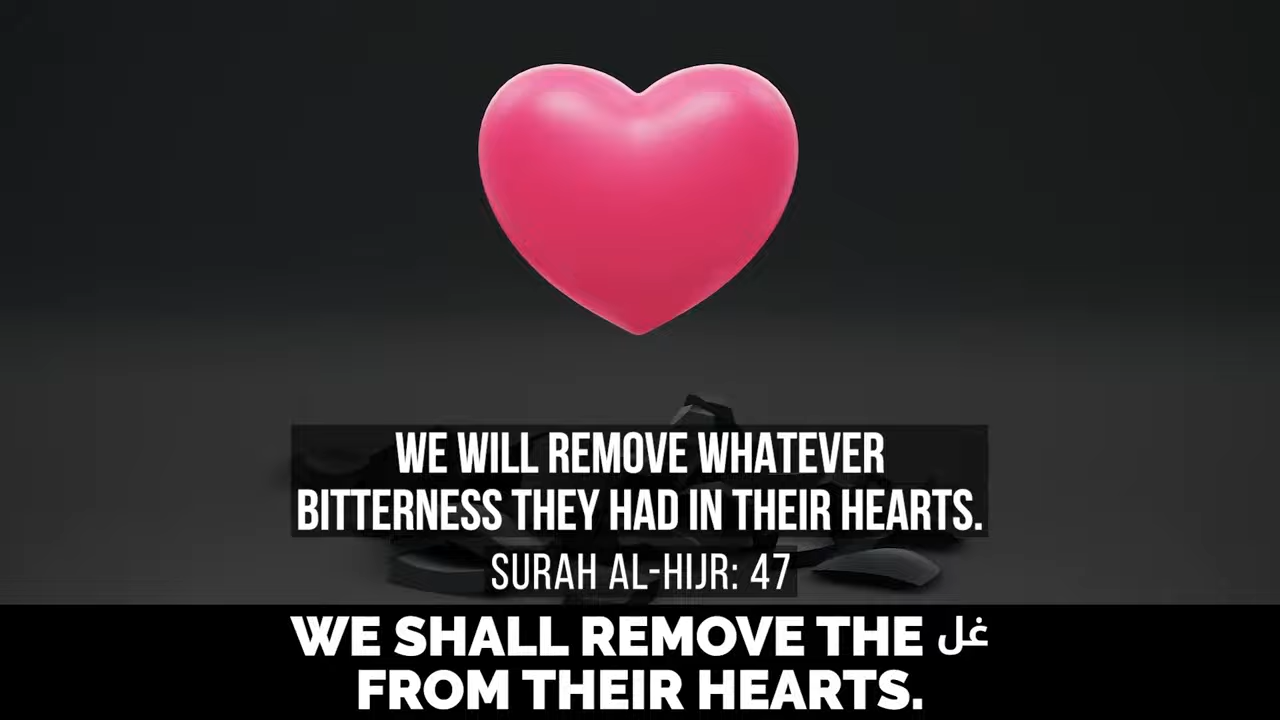 WE WILL REMOVE WHATEVER
BITTERNESS THEY HAD IN THEIR HEARTS.
SURAH AL-HIJR: 47
WE SHALL REMOVE THE غل
FROM THEIR HEARTS.